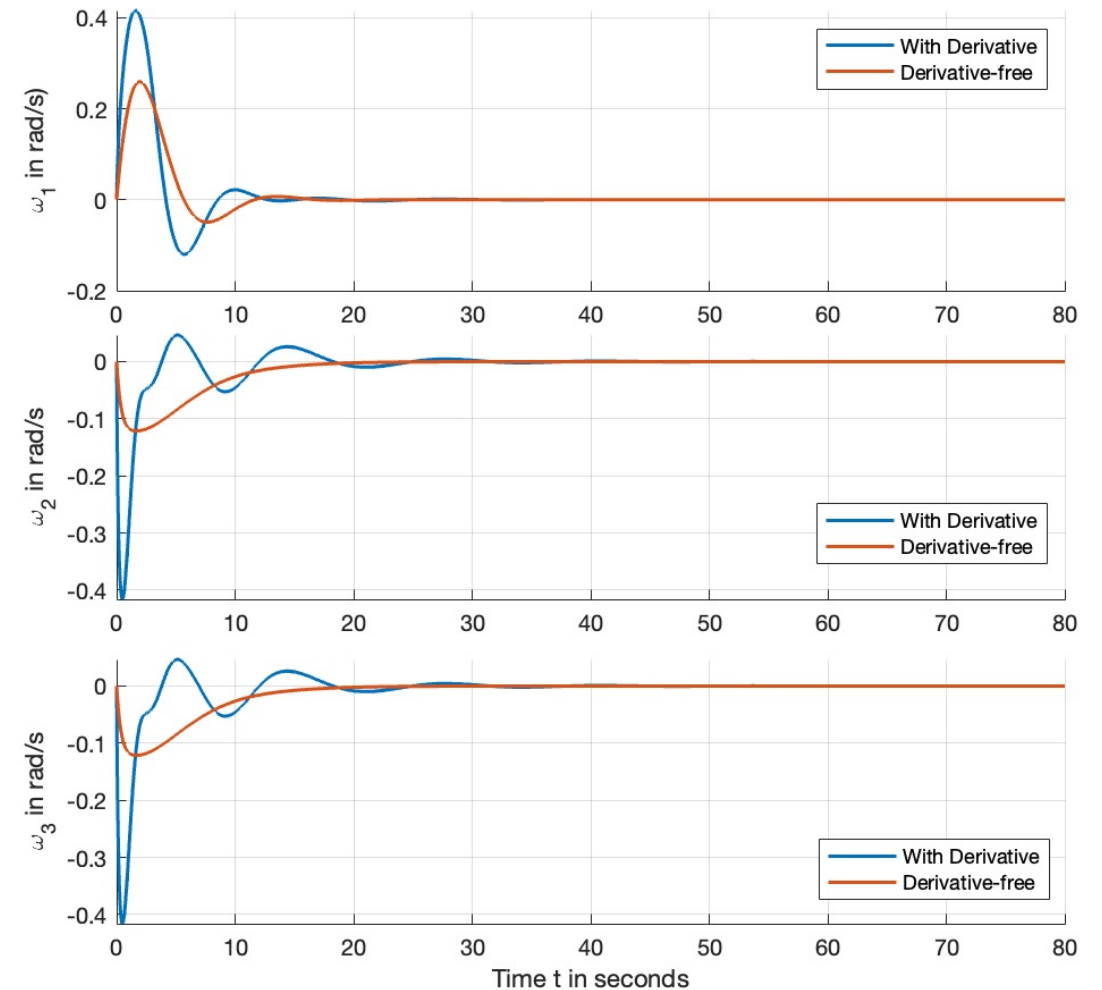 0.4
0.2
0
-0.2
ω1 in rad/s)
With Derivative
Derivative-free
0 10 20 30 40 50 60 70 80
0
-0.1
-0.2
-0.3
-0.4
ω2 in rad/s
With Derivative
Derivative-free
0 10 20 30 40 50 60 70 80
0
-0.1
-0.2
-0.3
-0.4
ω3 in rad/s
With Derivative
Derivative-free
0 10 20 30 40 50 60 70 80
Time t in seconds